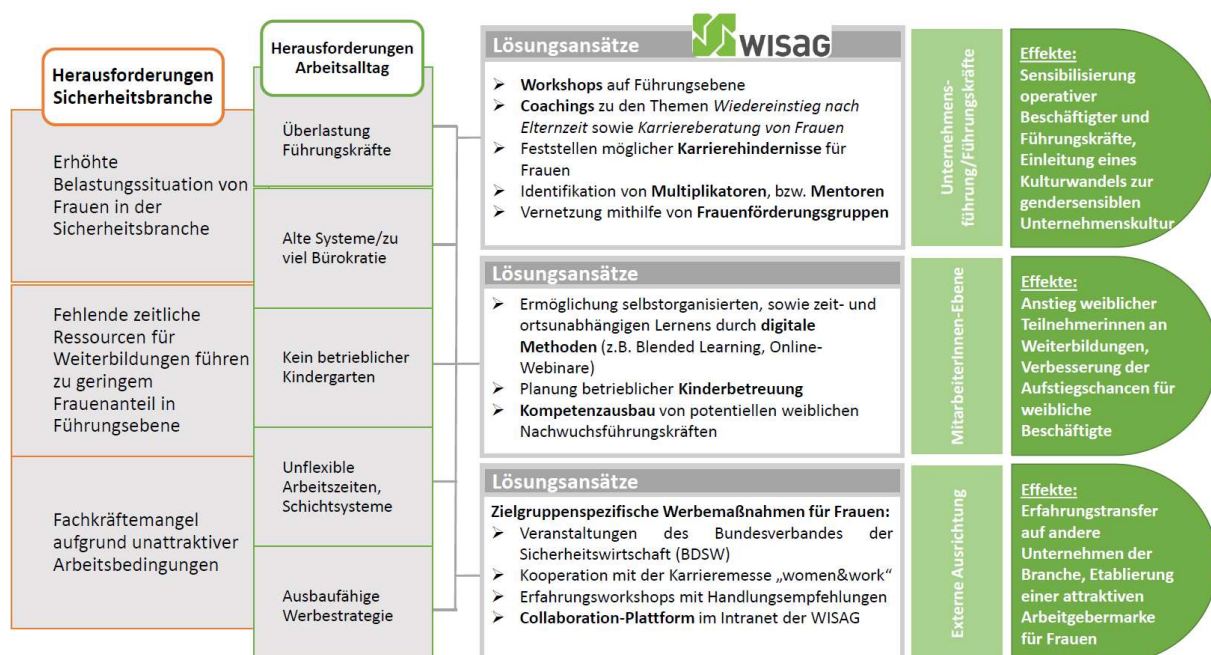 Herausforderungen
Sicherheitsbranche
Erhöhte
Belastungssituation von
Frauen in der
Sicherheitsbranche
Fehlende zeitliche
Ressourcen für
Weiterbildungen führen
zu geringem
Frauenanteil in
Führungsebene
Fachkräftemangel
aufgrund unattraktiver
Arbeitsbedingungen
Herausforderungen
Arbeitsalltag
Überlastung
Führungskräfte
Alte Systeme/zu
viel Bürokratie
Kein betrieblicher
Kindergarten
Unflexible
Arbeitszeiten,
Schichtsysteme
Ausbaufähige
Werbestrategie
Lösungsansätze
WISAG
➢ Workshops auf Führungsebene
➢ Coachings zu den Themen Wiedereinstieg nach
Elternzeit sowie Karriereberatung von Frauen
➢ Feststellen möglicher Karrierehindernisse für
Frauen
➢ Identifikation von Multiplikatoren, bzw. Mentoren
➢ Vernetzung mithilfe von Frauenförderungsgruppen
Unternehmens-
führung/Führungskräfte
Effekte:
Sensibilisierung
operativer
Beschäftigter und
Führungskräfte,
Einleitung eines
Kulturwandels zur
gendersensiblen
Unternehmenskultur
Lösungsansätze
➢ Ermöglichung selbstorganisierten, sowie zeit- und
ortsunabhängigen Lernens durch digitale
Methoden (z.B. Blended Learning, Online-
Webinare)
➢ Planung betrieblicher Kinderbetreuung
➢ Kompetenzausbau von potentiellen weiblichen
Nachwuchsführungskräften
MitarbeiterInnen-Ebene
Effekte:
Anstieg weiblicher
Teilnehmerinnen an
Weiterbildungen,
Verbesserung der
Aufstiegschancen für
weibliche
Beschäftigte
Lösungsansätze
Zielgruppenspezifische Werbemaßnahmen für Frauen:
➢ Veranstaltungen des Bundesverbandes der
Sicherheitswirtschaft (BDSW)
➢ Kooperation mit der Karrieremesse „women&work“
➢ Erfahrungsworkshops mit Handlungsempfehlungen
➢ Collaboration-Plattform im Intranet der WISAG
Externe Ausrichtung
Effekte:
Erfahrungstransfer
auf andere
Unternehmen der
Branche, Etablierung
einer attraktiven
Arbeitgebermarke
für Frauen